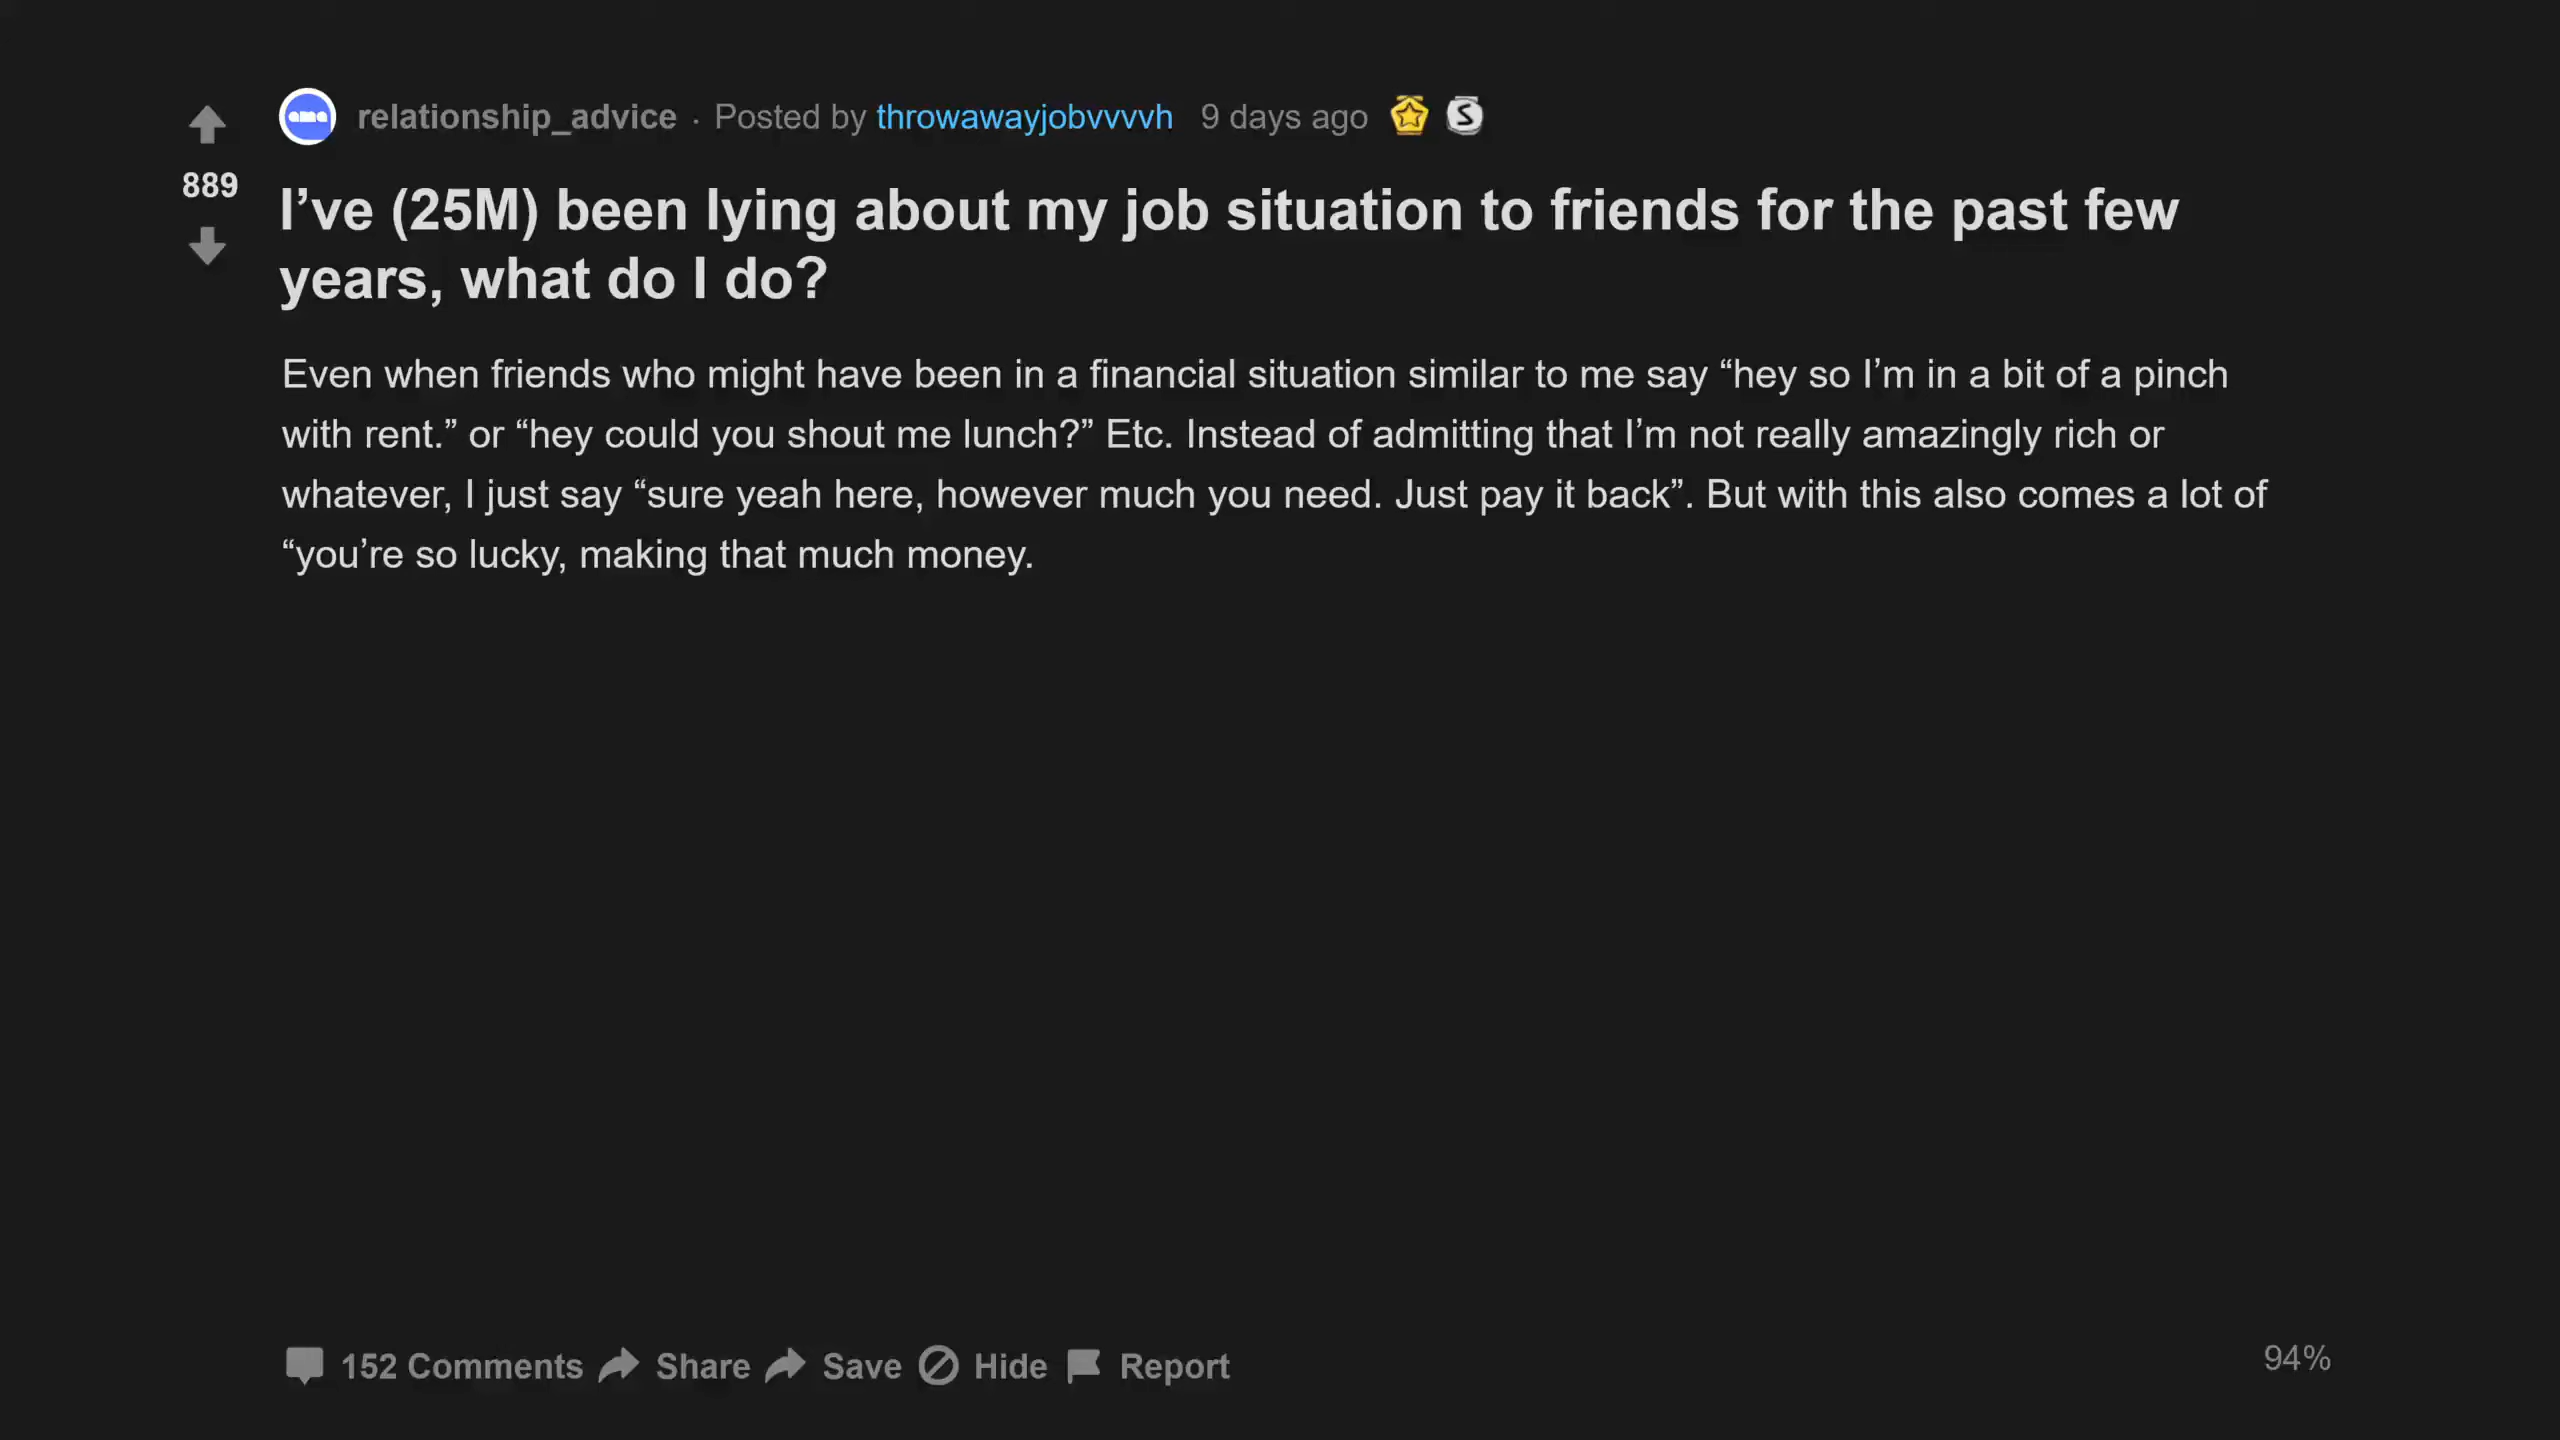 relationship_advice · Posted by throwawayjobvvvvh 9 days ago
889
I’ve (25M) been lying about my job situation to friends for the past few
years, what do I do?
Even when friends who might have been in a financial situation similar to me say “hey so I’m in a bit of a pinch
with rent.” or “hey could you shout me lunch?” Etc. Instead of admitting that I’m not really amazingly rich or
whatever, I just say “sure yeah here, however much you need. Just pay it back”. But with this also comes a lot of
“you’re so lucky, making that much money.
152 Comments Share Save Hide Report
94%